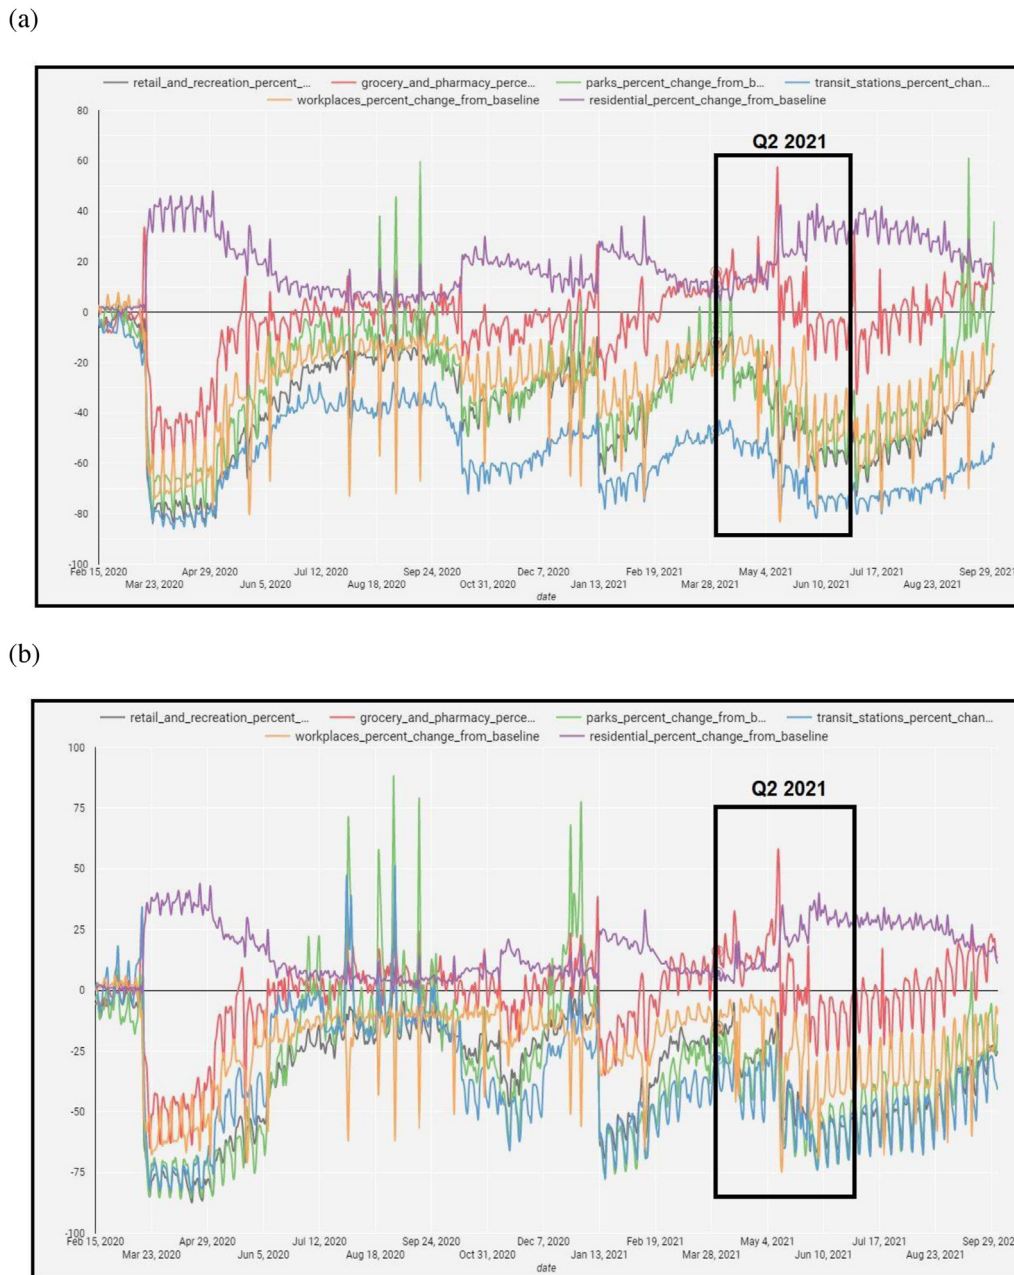 (a)
retail_and_recreation_percent_... grocery_and_pharmacy_perce... parks_percent_change_from_b... transit_stations_percent_chan...
workplaces_percent_change_from_baseline residential_percent_change_from_baseline
80
Q2 2021
60
40
20
0
-20
-40
-60
-80
-100
Feb 15, 2020 Apr 29, 2020 Jul 12, 2020 Sep 24, 2020 Dec 7, 2020 Feb 19, 2021 May 4, 2021 Jul 17, 2021 Sep 29, 2021
Mar 23, 2020 Jun 5, 2020 Aug 18, 2020 Oct 31, 2020 Jan 13, 2021 Mar 28, 2021 Jun 10, 2021 Aug 23, 2021
date
(b)
retail_and_recreation_percent_... grocery_and_pharmacy_perce... parks_percent_change_from_b... transit_stations_percent_chan...
workplaces_percent_change_from_baseline residential_percent_change_from_baseline
100
Q2 2021
75
50
25
0
-25
-50
-75
-100
Feb 15, 2020 Apr 29, 2020 Jul 12, 2020 Sep 24, 2020 Dec 7, 2020 Feb 19, 2021 May 4, 2021 Jul 17, 2021 Sep 29, 2021
Mar 23, 2020 Jun 5, 2020 Aug 18, 2020 Oct 31, 2020 Jan 13, 2021 Mar 28, 2021 Jun 10, 2021 Aug 23, 2021
date